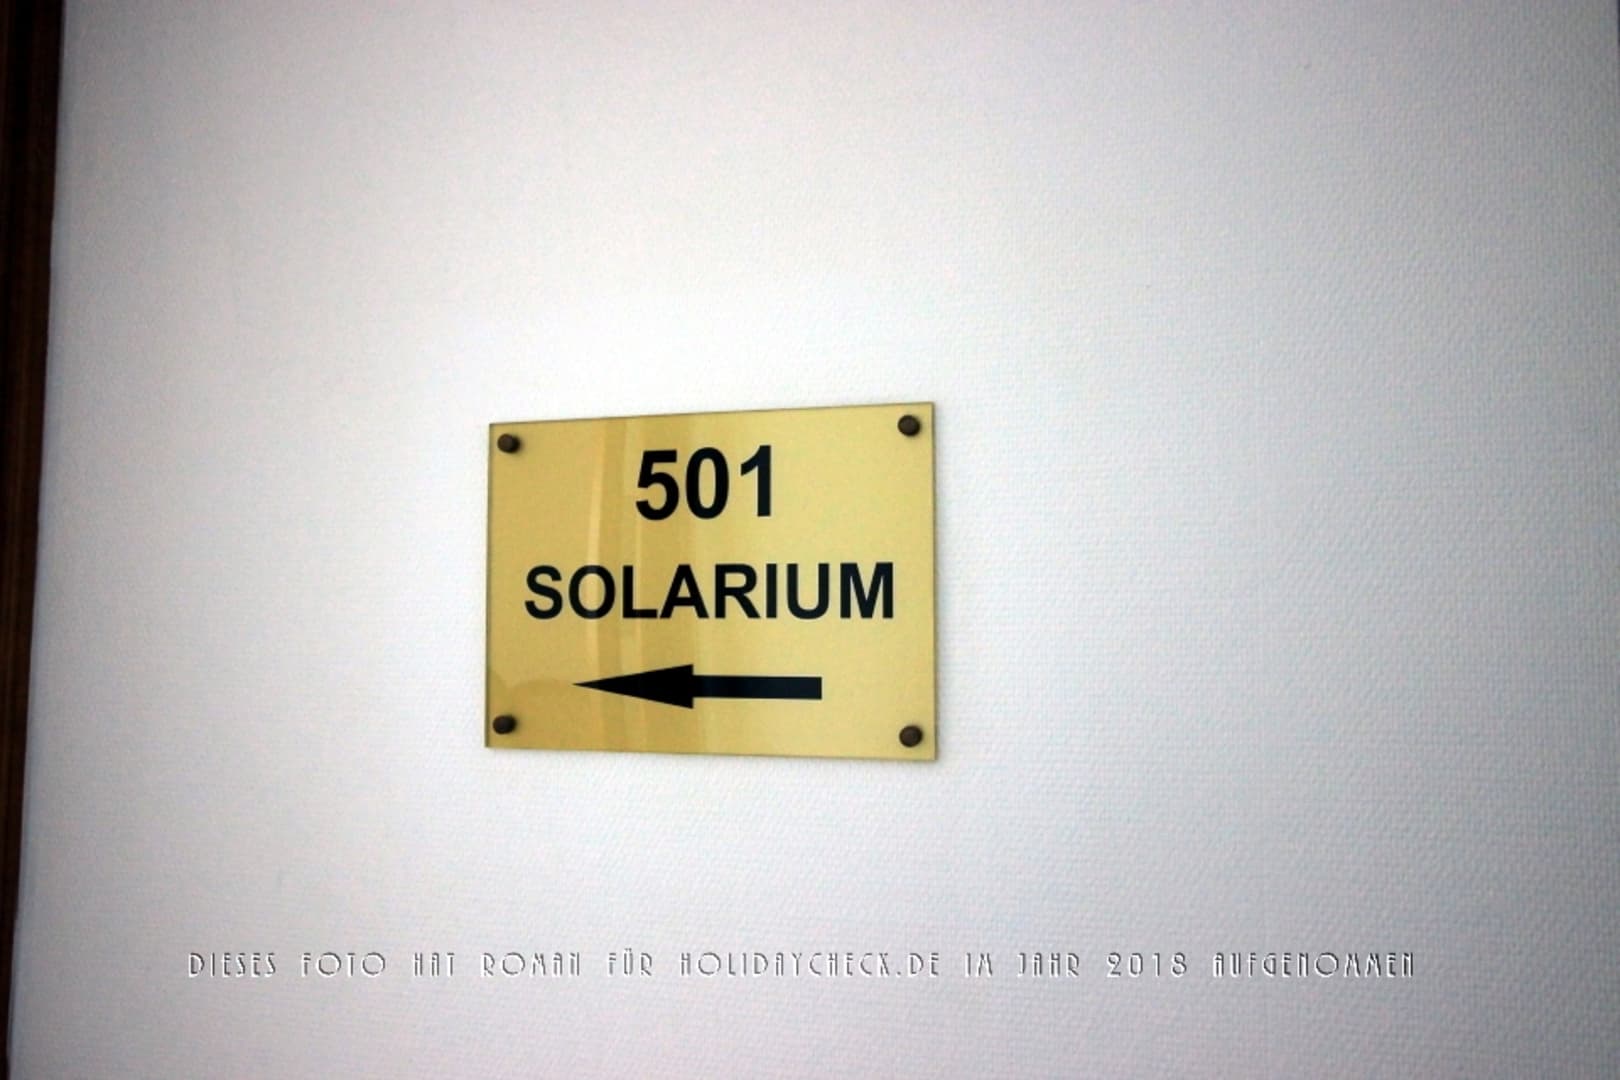 501
SOLARIUM
DIESES FOTO HAT ROMAN FÜR HOLIDAYCHECK.DE IM JAHR 2018 AUFGENOMMEN